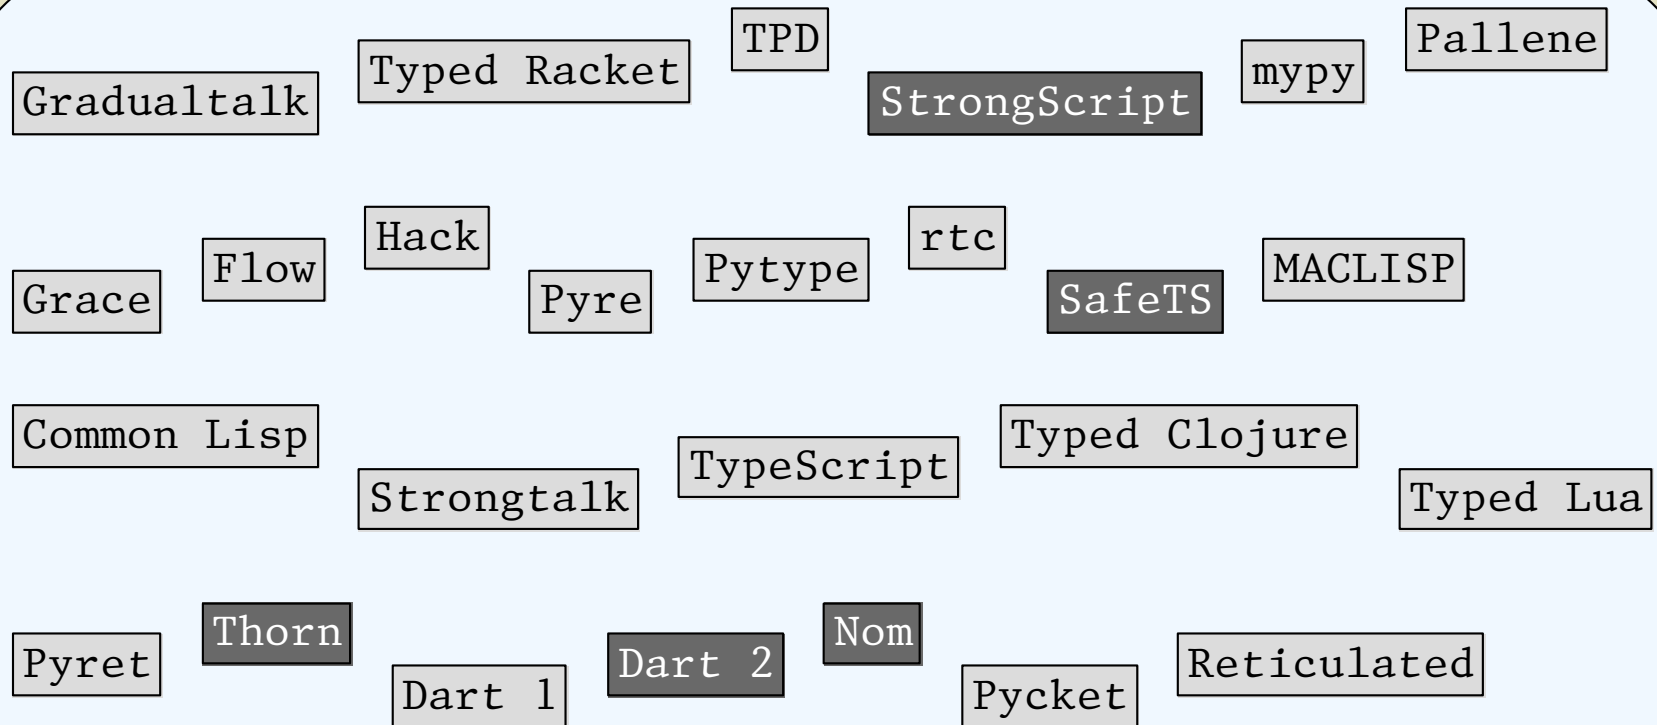 Gradualtalk
Typed Racket
TPD
StrongScript
mypy
Pallene
Grace
Flow
Hack
Pyre
Pytype
rtc
SafeTS
MACLISP
Common Lisp
Strongtalk
TypeScript
Typed Clojure
Typed Lua
Pyret
Thorn
Dart 1
Dart 2
Nom
Pycket
Reticulated